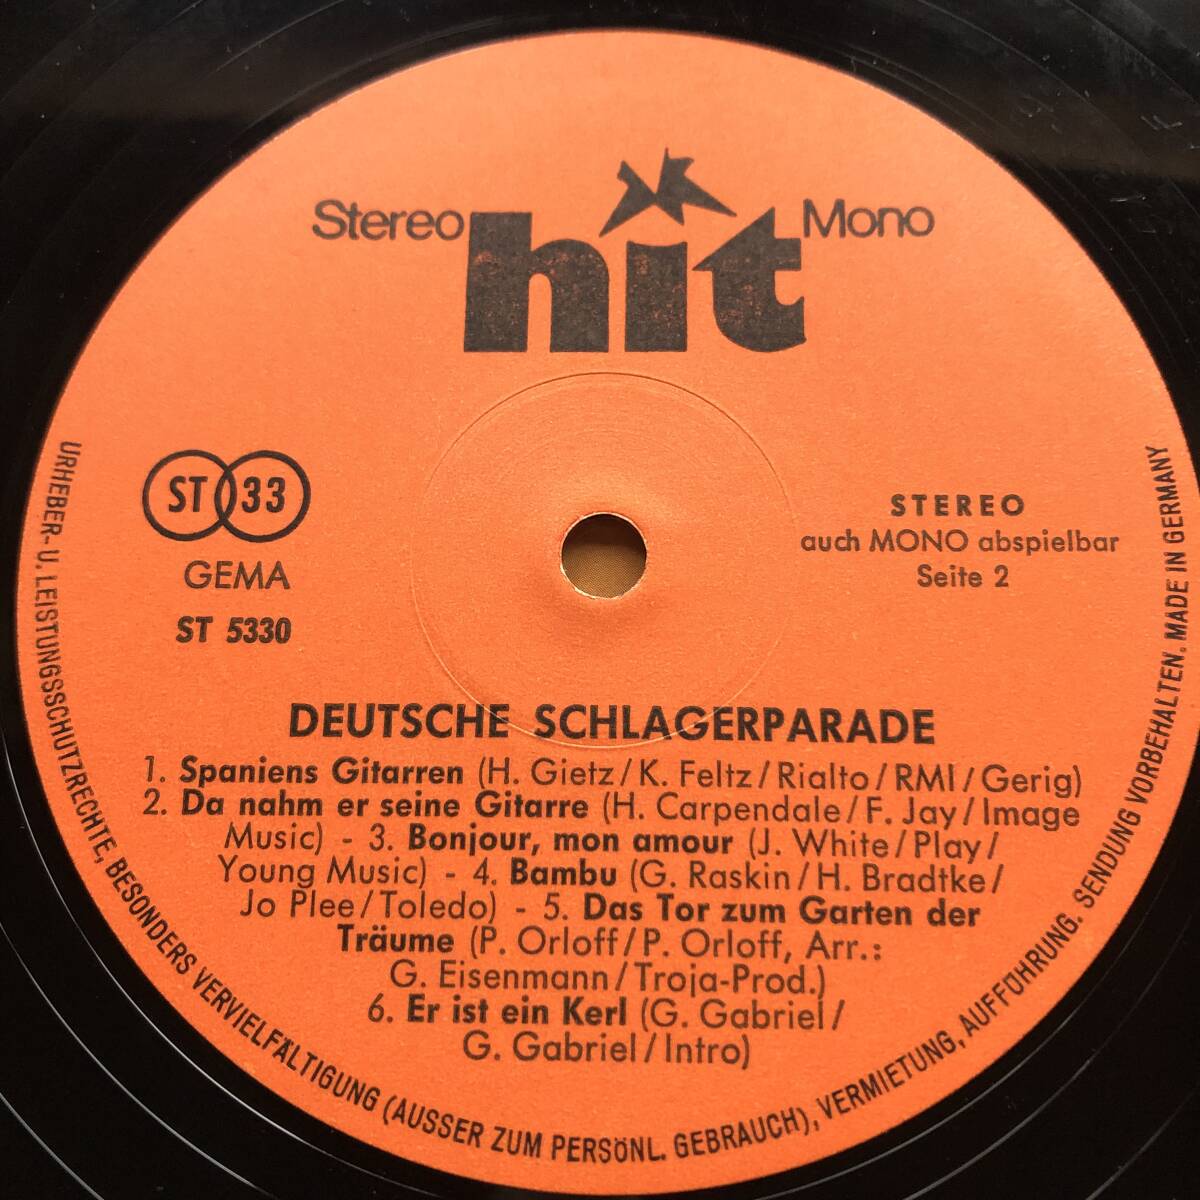 Stereo hit Mono
ST 33
GEMA
ST 5330
STEREO
auch MONO abspielbar
Seite 2
DEUTSCHE SCHLAGERPARADE
1. Spaniens Gitarren (H. Gietz/K. Feltz/Rialto/RMI/Gerig)
2. Da nahm er seine Gitarre (H. Carpendale/F. Jay/Image
Music) - 3. Bonjour, mon amour (J. White/Play/
Young Music) - 4. Bambu (G. Raskin/H. Bradtke/
Jo Plee/Toledo) - 5. Das Tor zum Garten der
Träume (P. Orloff/P. Orloff, Arr.:
G. Eisenmann/Troja-Prod.)
6. Er ist ein Kerl (G. Gabriel/
G. Gabriel/Intro)
URHEBER- U. LEISTUNGSSCHUTZRECHTE, BESONDERS VERVIELFÄLTIGUNG (AUSSER ZUM PERSÖNL. GEBRAUCH), VERMIETUNG, AUFFÜHRUNG. SENDUNG VORBEHALTEN. MADE IN GERMANY